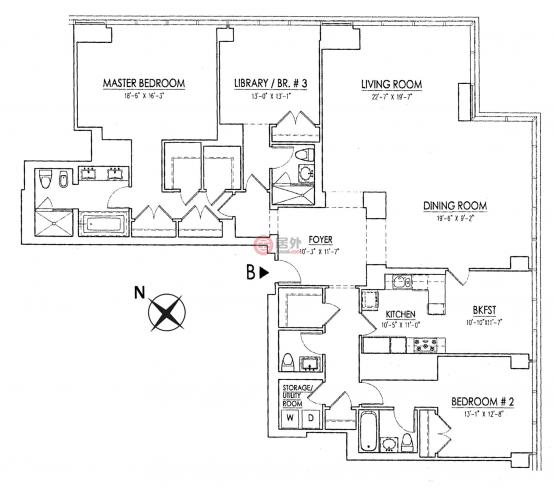 MASTER BEDROOM
18'-6" X 16'-3"
LIBRARY / BR. # 3
13'-0" X 13'-1"
LIVING ROOM
22'-7" X 19'-7"
DINING ROOM
19'-6" X 9'-2"
FOYER
10'-3" X 11'-7"
居外
B
N
KITCHEN
10'-5" X 11'-0"
BKFST
10'-10"X11'-7"
STORAGE/
UTILITY
ROOM
W D
BEDROOM # 2
13'-1" X 12'-8"